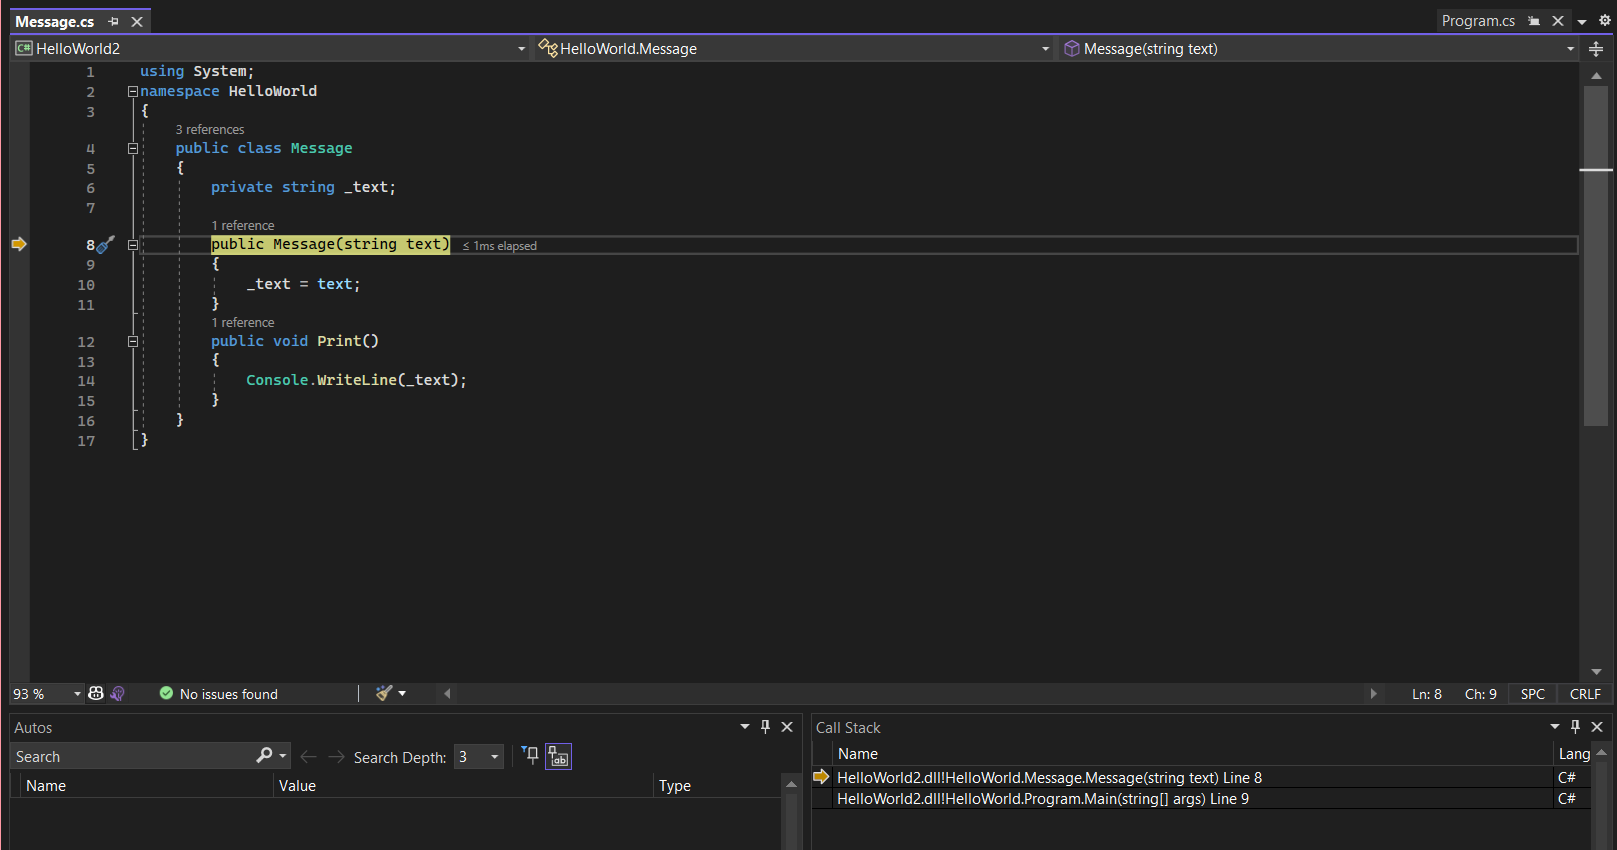 Message.cs
Program.cs
HelloWorld2 HelloWorld.Message Message(string text)
1 using System;
2 namespace HelloWorld
3 {
3 references
4 public class Message
5 {
6 private string _text;
7
1 reference
8 public Message(string text) ≤ 1ms elapsed
9 {
10 _text = text;
11 }
1 reference
12 public void Print()
13 {
14 Console.WriteLine(_text);
15 }
16 }
17 }
93 % No issues found Ln: 8 Ch: 9 SPC CRLF
Autos
Search Search Depth: 3
Name Value Type
Call Stack
Name Lang
HelloWorld2.dll!HelloWorld.Message.Message(string text) Line 8 C#
HelloWorld2.dll!HelloWorld.Program.Main(string[] args) Line 9 C#